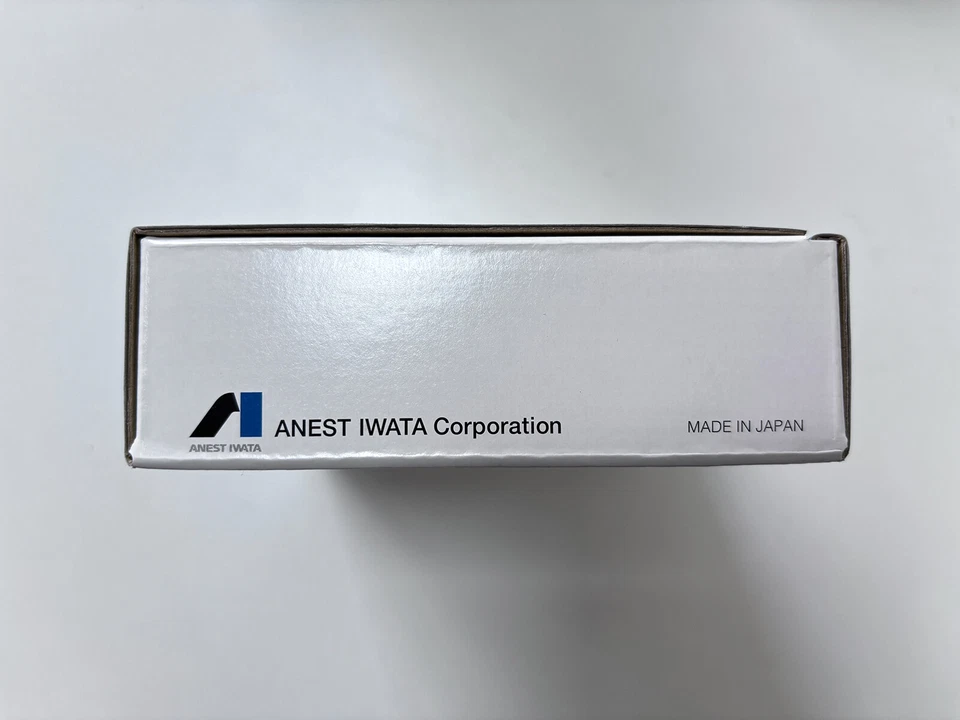 ANEST IWATA
ANEST IWATA Corporation
MADE IN JAPAN